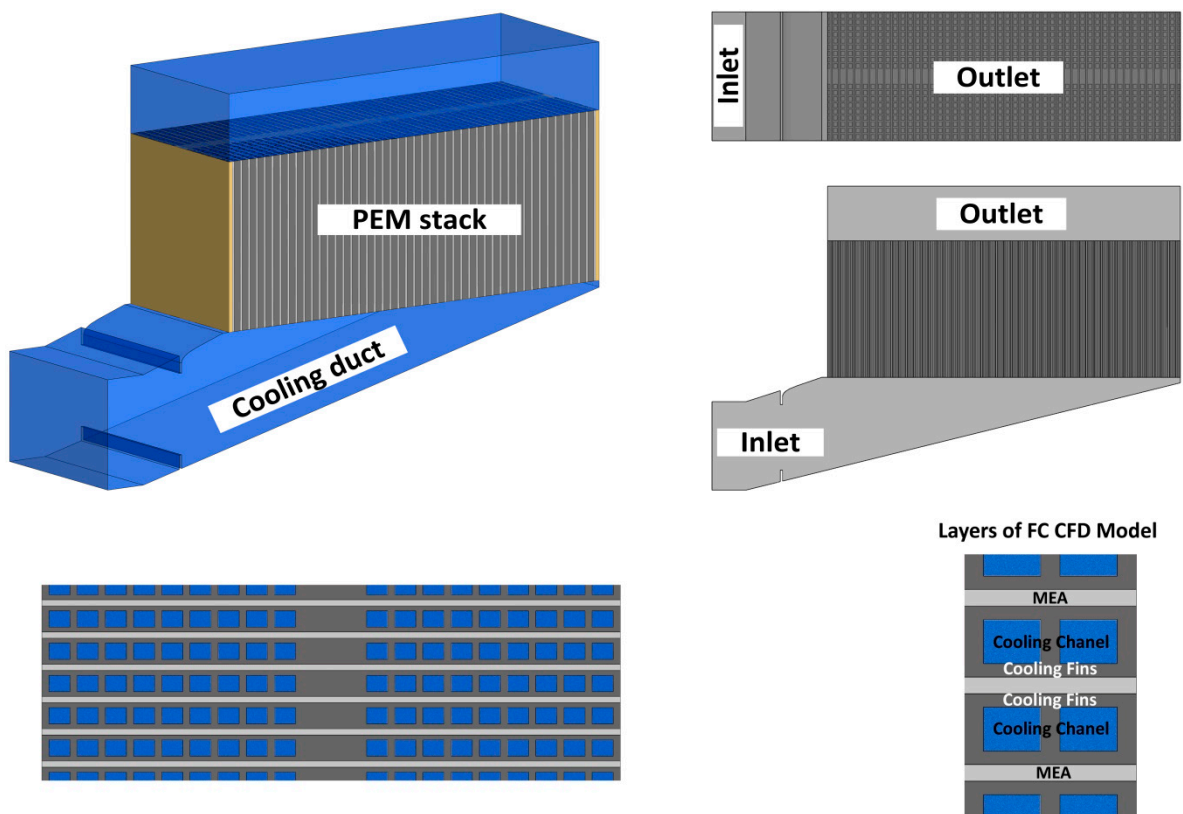 PEM stack
Cooling duct
Inlet
Outlet
Outlet
Inlet
Layers of FC CFD Model
MEA
Cooling Chanel
Cooling Fins
Cooling Fins
Cooling Chanel
MEA